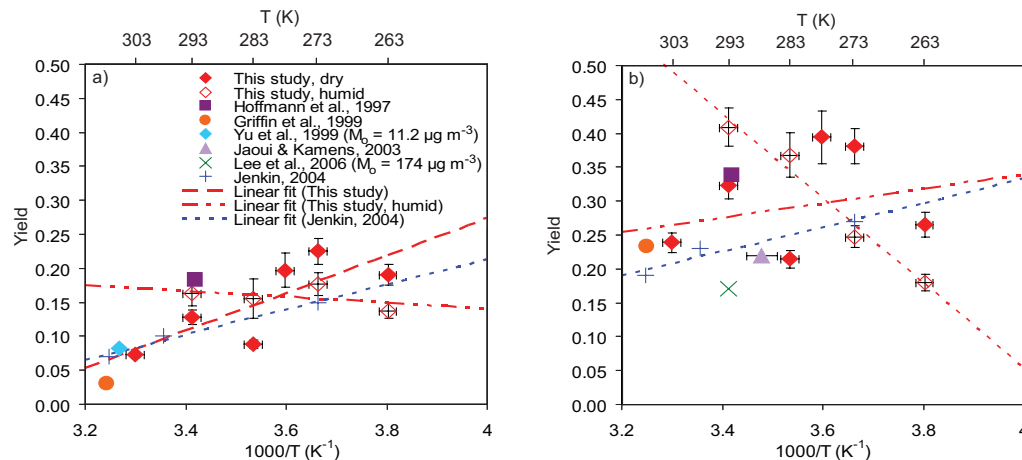 T (K)
303 293 283 273 263
a)
0.50
0.45
0.40
0.35
0.30
0.25
0.20
0.15
0.10
0.05
0.00
Yield
This study, dry
This study, humid
Hoffmann et al., 1997
Griffin et al., 1999
Yu et al., 1999 (Mo = 11.2 µg m-3)
Jaoui & Kamens, 2003
Lee et al., 2006 (Mo = 174 µg m-3)
Jenkin, 2004
Linear fit (This study)
Linear fit (This study, humid)
Linear fit (Jenkin, 2004)
3.2 3.4 3.6 3.8 4
1000/T (K-1)
T (K)
303 293 283 273 263
b)
0.50
0.45
0.40
0.35
0.30
0.25
0.20
0.15
0.10
0.05
0.00
Yield
3.2 3.4 3.6 3.8 4
1000/T (K-1)